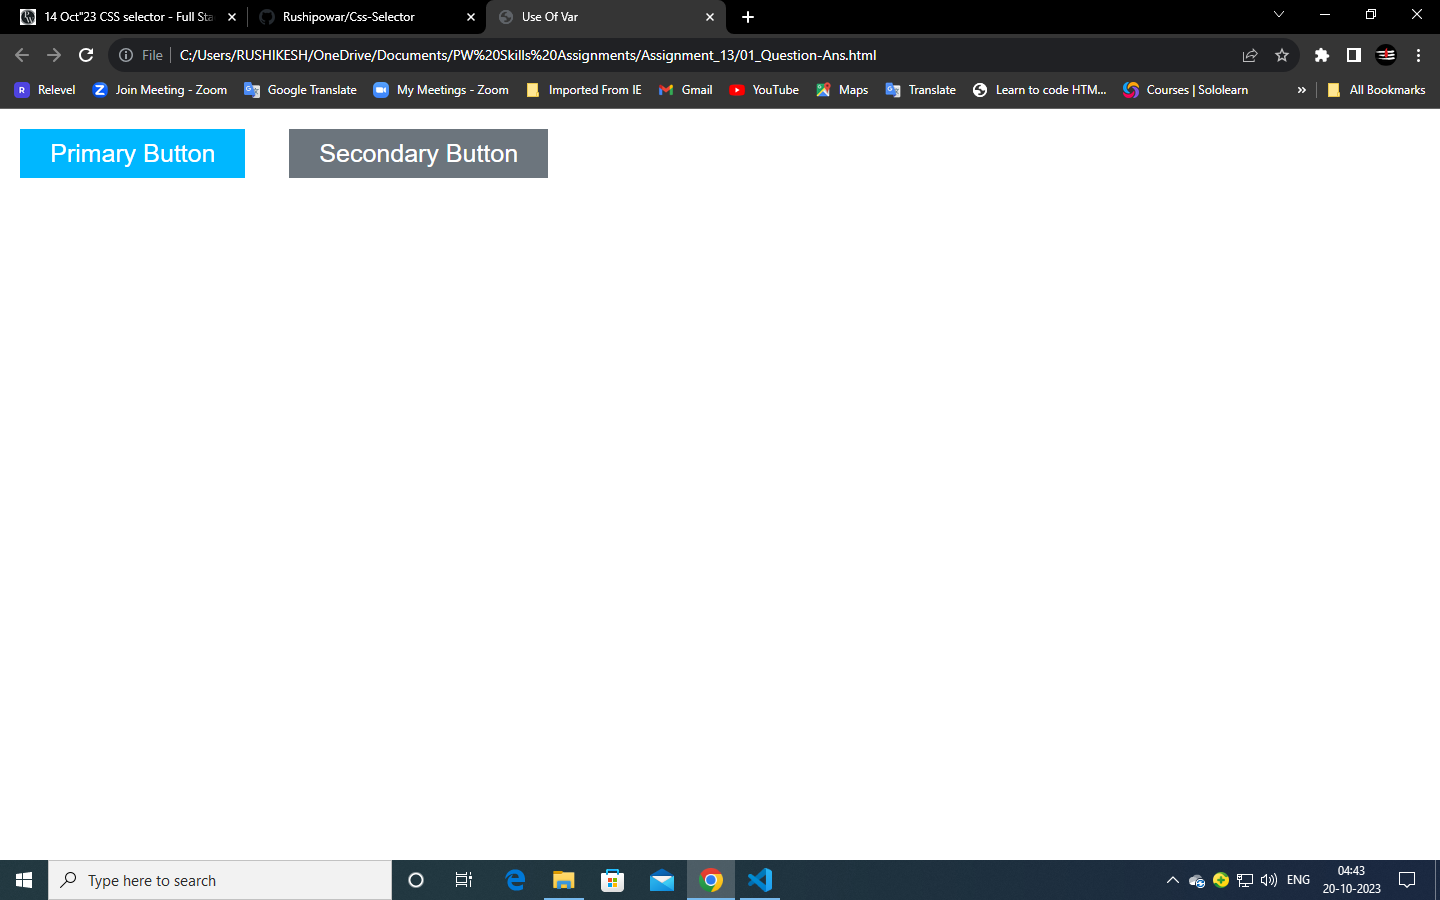 14 Oct"23 CSS selector - Full Sta
Rushipowar/Css-Selector
Use Of Var
File
C:/Users/RUSHIKESH/OneDrive/Documents/PW%20Skills%20Assignments/Assignment_13/01_Question-Ans.html
R Relevel
Z Join Meeting - Zoom
Google Translate
My Meetings - Zoom
Imported From IE
Gmail
YouTube
Maps
Translate
Learn to code HTM...
Courses | Sololearn
»
All Bookmarks
Primary Button
Secondary Button
Type here to search
ENG
04:43
20-10-2023